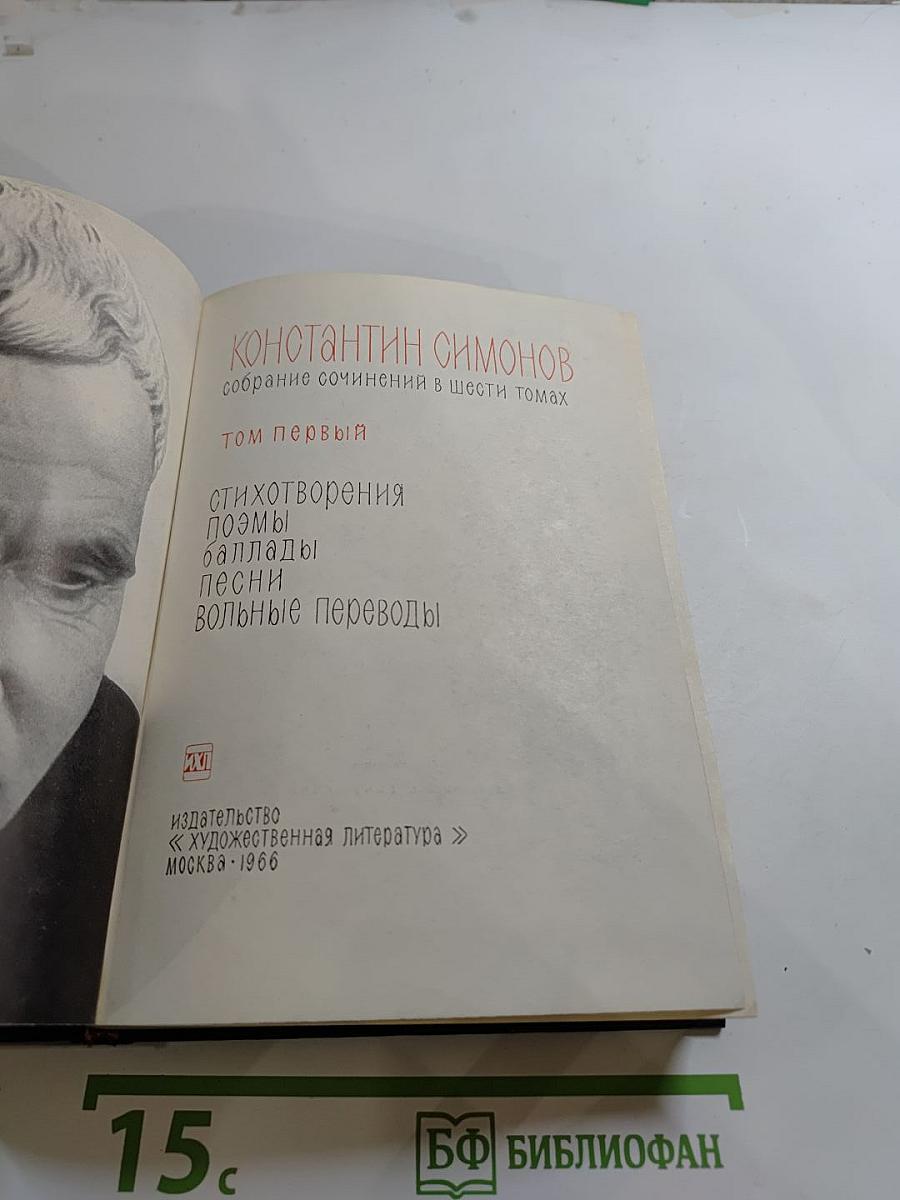 КОНСТАНТИН СИМОНОВ
собрание сочинений в шести томах
том первый
стихотворения
поэмы
баллады
песни
вольные переводы
ИХЛ
издательство
«художественная литература»
москва·1966
15с
БФ БИБЛИОФАН